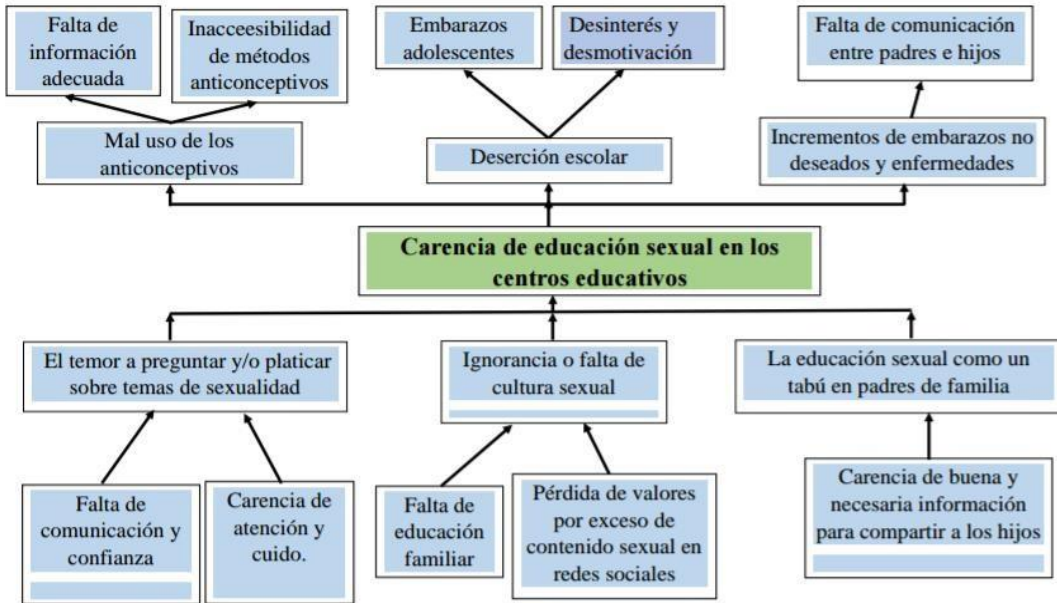 Falta de
información
adecuada
Inacceesibilidad
de métodos
anticonceptivos
Embarazos
adolescentes
Desinterés y
desmotivación
Falta de comunicación
entre padres e hijos
Mal uso de los
anticonceptivos
Deserción escolar
Incrementos de embarazos no
deseados y enfermedades
Carencia de educación sexual en los
centros educativos
El temor a preguntar y/o platicar
sobre temas de sexualidad
Ignorancia o falta de
cultura sexual
La educación sexual como un
tabú en padres de familia
Falta de
comunicación y
confianza
Carencia de
atención y
cuido.
Falta de
educación
familiar
Pérdida de valores
por exceso de
contenido sexual en
redes sociales
Carencia de buena y
necesaria información
para compartir a los hijos